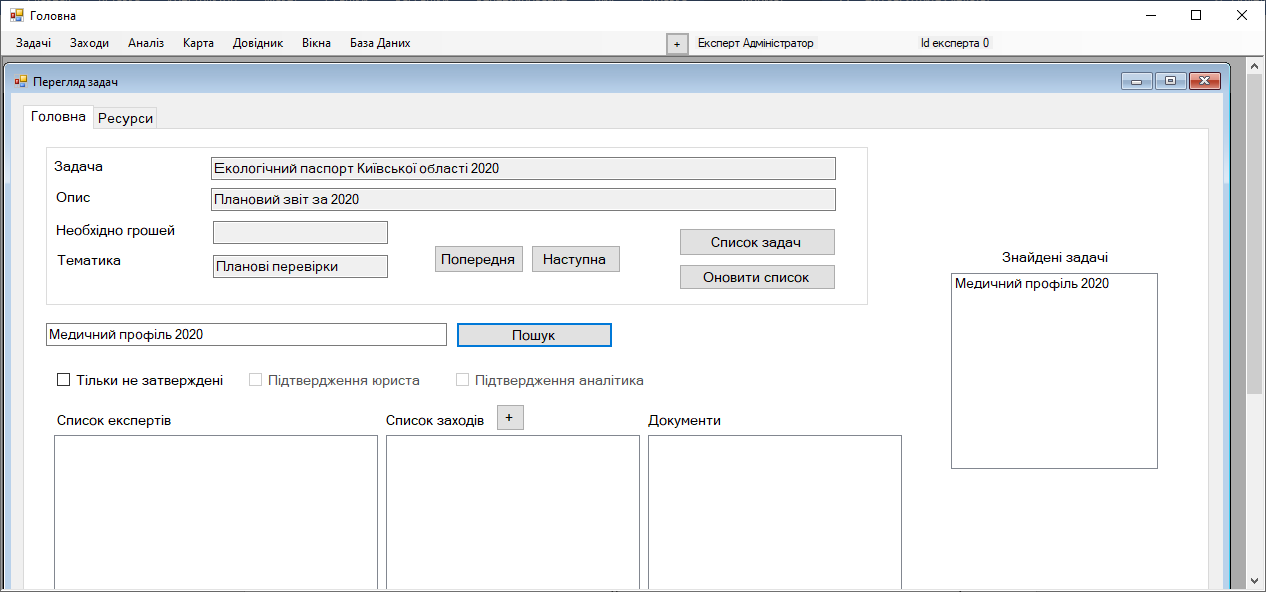 Головна
Задачі Заходи Аналіз Карта Довідник Вікна База Даних + Експерт Адміністратор Id експерта 0
Перегляд задач
Головна Ресурси
Задача Екологічний паспорт Київської області 2020
Опис Плановий звіт за 2020
Необхідно грошей
Тематика Планові перевірки
Попередня Наступна
Список задач
Оновити список
Знайдені задачі
Медичний профіль 2020
Медичний профіль 2020 Пошук
Тільки не затверждені Підтвердження юриста Підтвердження аналітика
Список експертів Список заходів + Документи